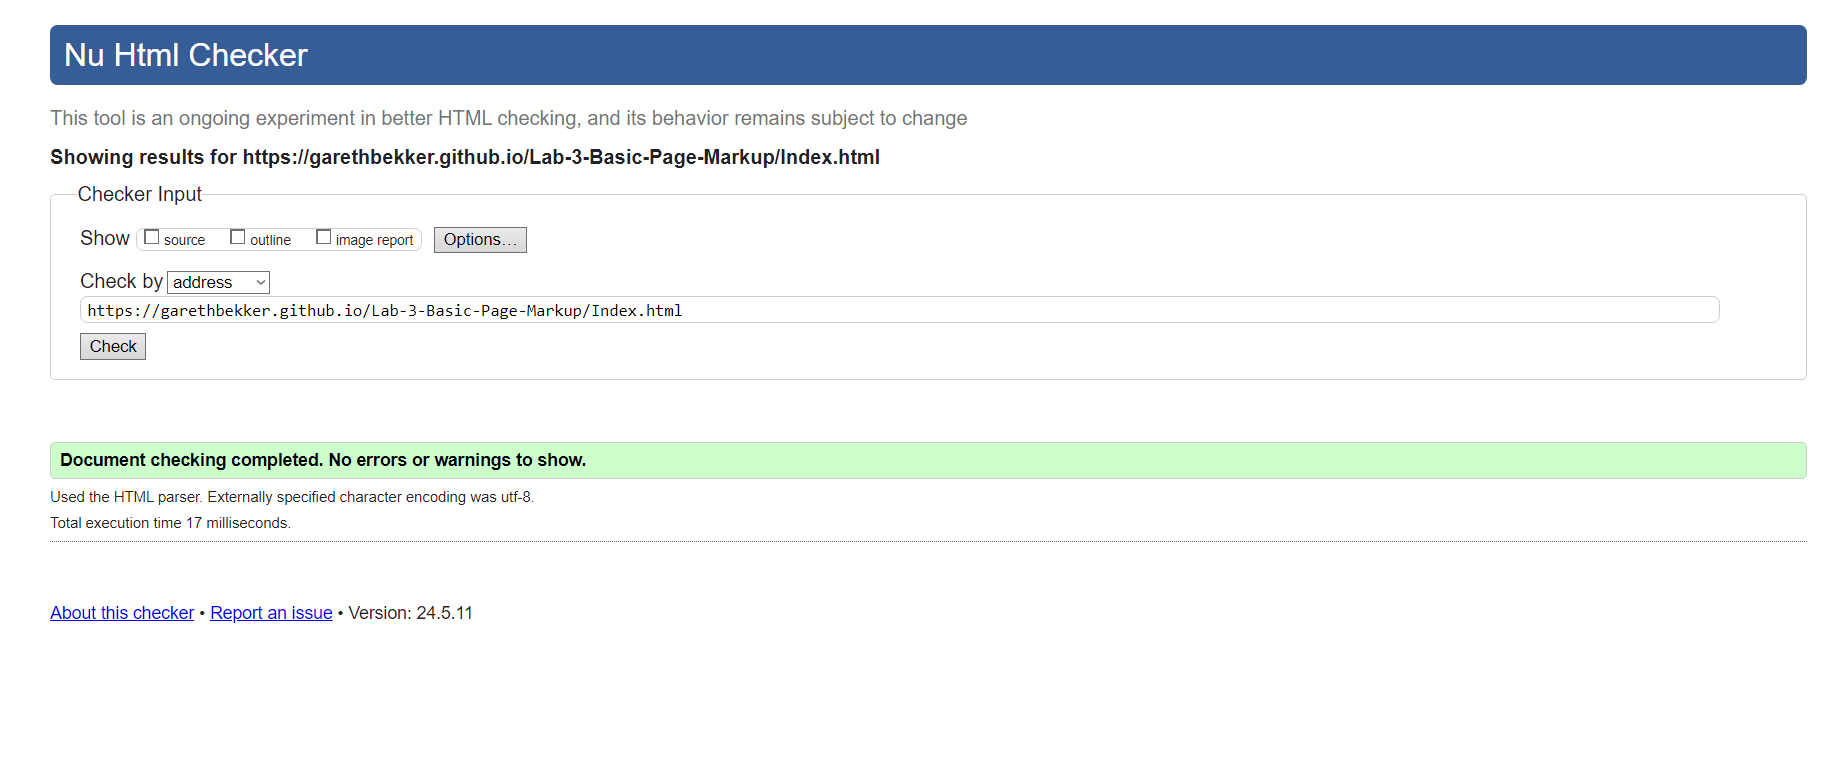 Nu Html Checker
This tool is an ongoing experiment in better HTML checking, and its behavior remains subject to change
Showing results for https://garethbekker.github.io/Lab-3-Basic-Page-Markup/Index.html
Checker Input
Show source outline image report Options…
Check by address
https://garethbekker.github.io/Lab-3-Basic-Page-Markup/Index.html
Check
Document checking completed. No errors or warnings to show.
Used the HTML parser. Externally specified character encoding was utf-8.
Total execution time 17 milliseconds.
About this checker • Report an issue • Version: 24.5.11